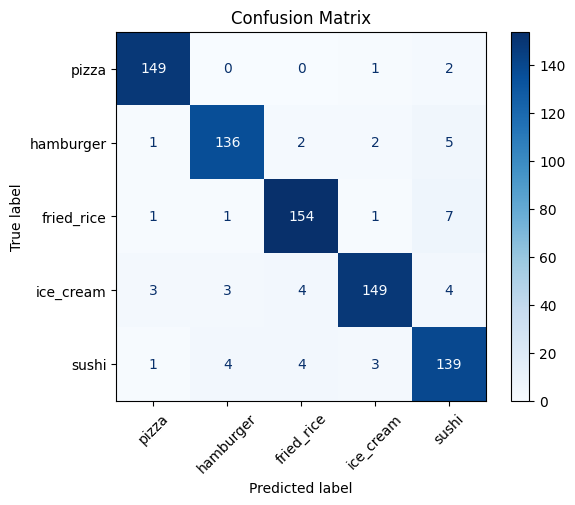 Confusion Matrix
True label
pizza 149 0 0 1 2
hamburger 1 136 2 2 5
fried_rice 1 1 154 1 7
ice_cream 3 3 4 149 4
sushi 1 4 4 3 139
pizza hamburger fried_rice ice_cream sushi
Predicted label
140
120
100
80
60
40
20
0